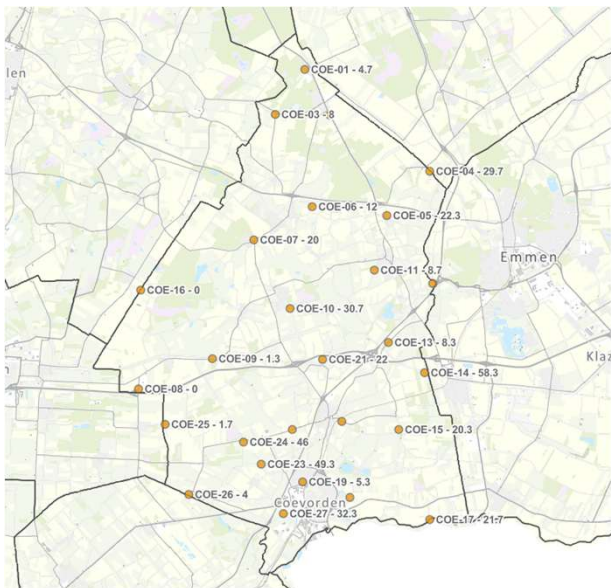 COE-01 - 4.7
len
COE-03 - 8
COE-04 - 29.7
COE-06 - 12
COE-05 - 22.3
COE-07 - 20
Emmen
COE-11 - 8.7
COE-16 - 0
COE-10 - 30.7
COE-13 - 8.3
COE-09 - 1.3
COE-21 - 22
Klaz
COE-14 - 58.3
COE-08 - 0
COE-25 - 1.7
COE-15 - 20.3
COE-24 - 46
COE-23 - 49.3
COE-19 - 5.3
COE-26 - 4
Coevorden
COE-27 - 32.3
COE-17 - 21.7